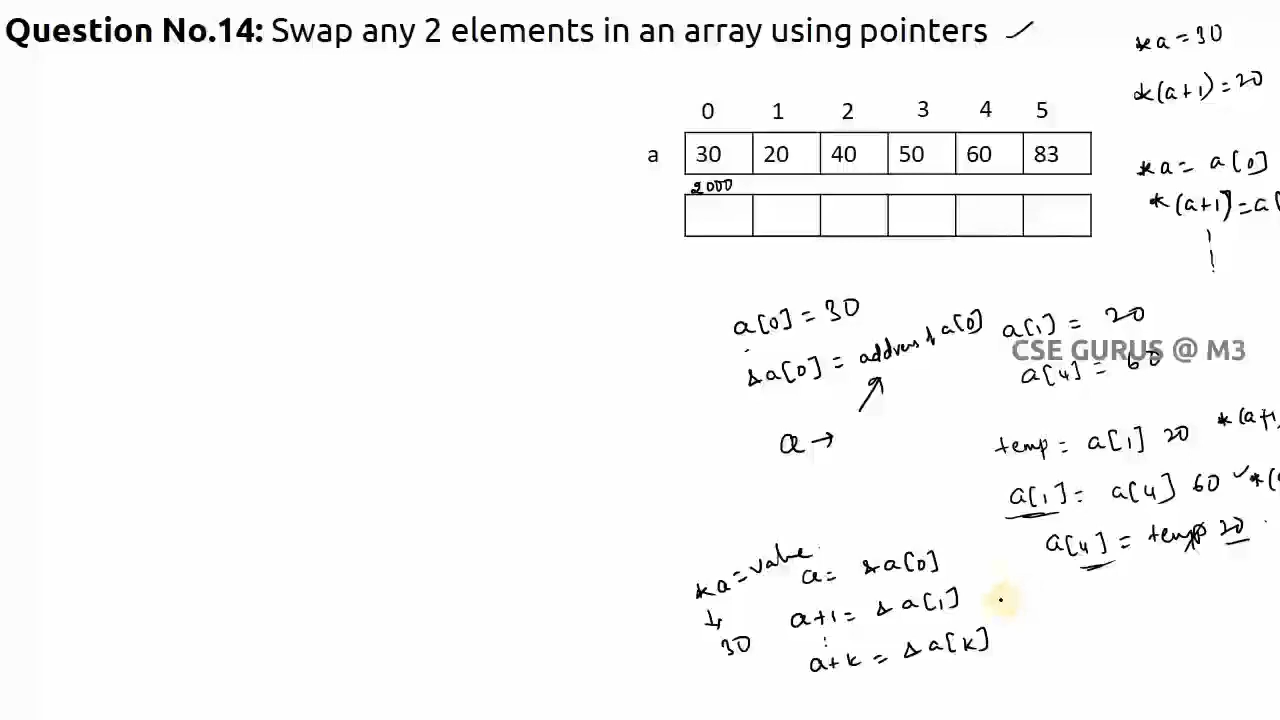 Question No.14: Swap any 2 elements in an array using pointers
*a = 30
*(a+1) = 20
0 1 2 3 4 5
a 30 20 40 50 60 83
2000
*a = a[0]
*(a+1) = a[
a[0] = 30
&a[0] = address of a[0]
a →
a[1] = 20
CSE GURUS @ M3
a[4] = 60
temp = a[1] 20 *(a+1
a[1] = a[4] 60 *(
a[4] = temp 20
*a = value
↓
30
a = &a[0]
a+1 = &a[1]
⋮
a+k = &a[k]